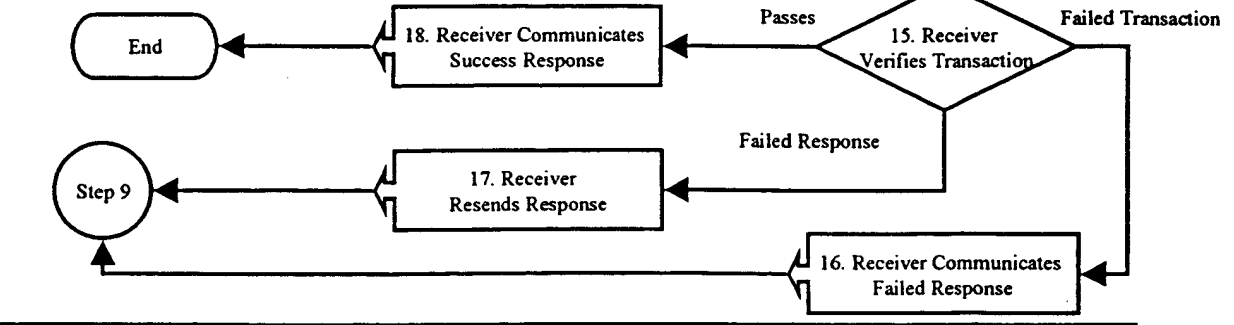 Passes
Failed Transaction
End
18. Receiver Communicates
Success Response
15. Receiver
Verifies Transaction
Failed Response
Step 9
17. Receiver
Resends Response
16. Receiver Communicates
Failed Response